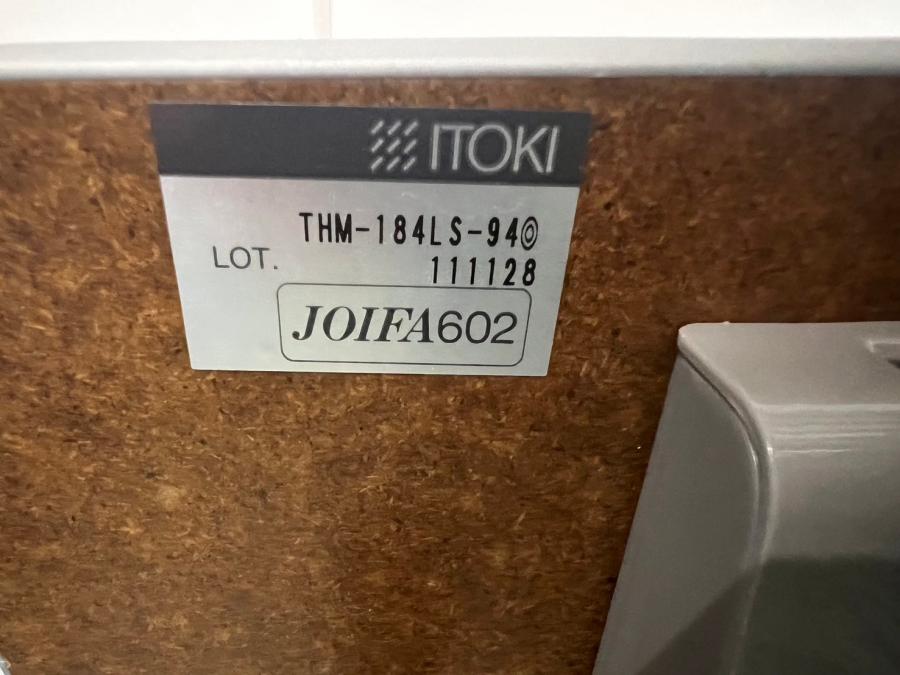 ITOKI
THM-184LS-94◎
LOT. 111128
JOIFA602